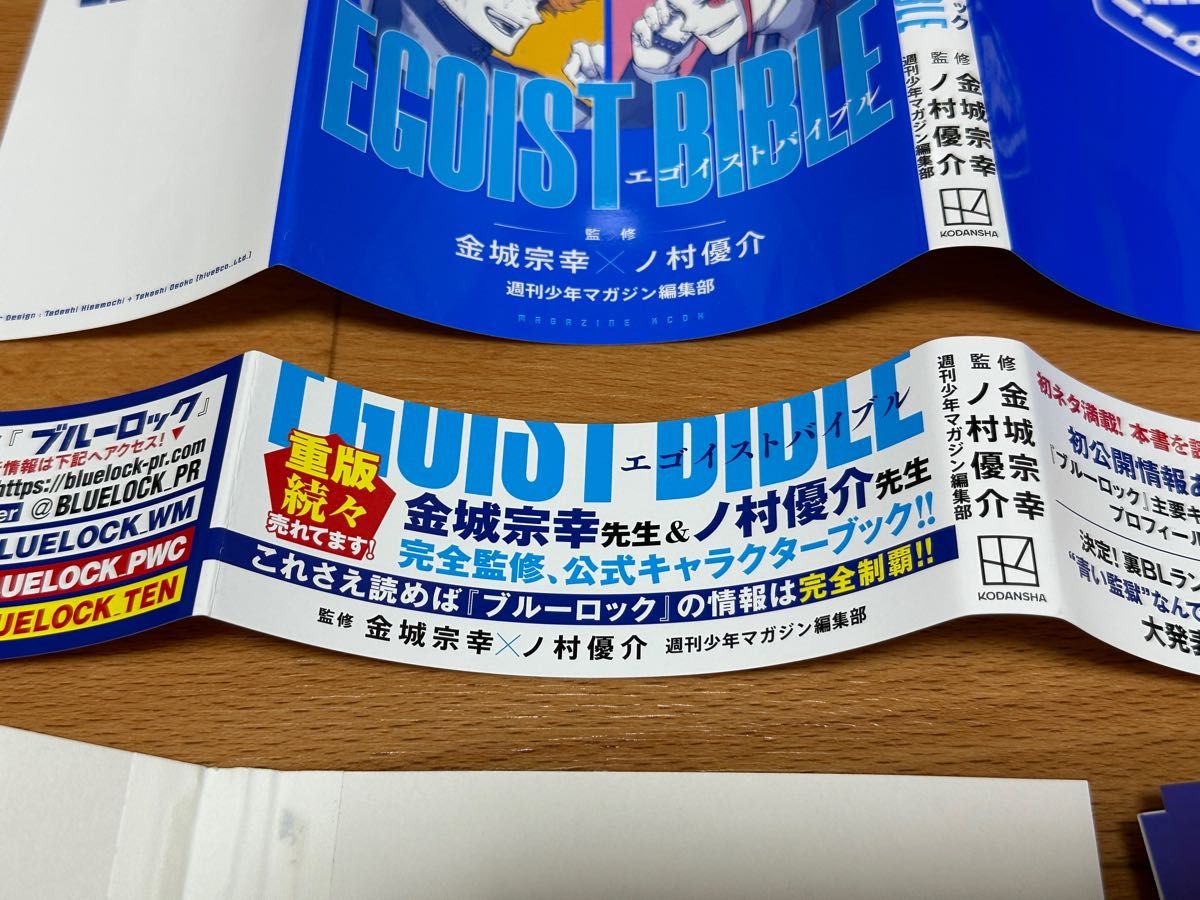 EGOIST BIBLE
エゴイストバイブル
監修
金城宗幸×ノ村優介
週刊少年マガジン編集部
MAGAZINE KCDX
Design : Tadashi Hisamochi + Takashi Osoko [hive&co.,ltd.]
BLE
ック
監修
金城宗幸
ノ村優介
週刊少年マガジン編集部
KODANSHA
『ブルーロック』
情報は下記へアクセス!▼
https://bluelock-pr.com
er @BLUELOCK_PR
LUELOCK_WM
LUELOCK_PWC
UELOCK_TEN
EGOIST BIBLE
エゴイストバイブル
重版
続々
売れてます!
金城宗幸先生&ノ村優介先生
完全監修、公式キャラクターブック!!
これさえ読めば『ブルーロック』の情報は完全制覇!!
監修 金城宗幸×ノ村優介 週刊少年マガジン編集部
監修
金城宗幸
ノ村優介
週刊少年マガジン編集部
KODANSHA
初ネタ満載! 本書を
初公開情報
『ブルーロック』主要キ
プロフィール
決定! 裏BLラン
“青い監獄”なんで
大発表